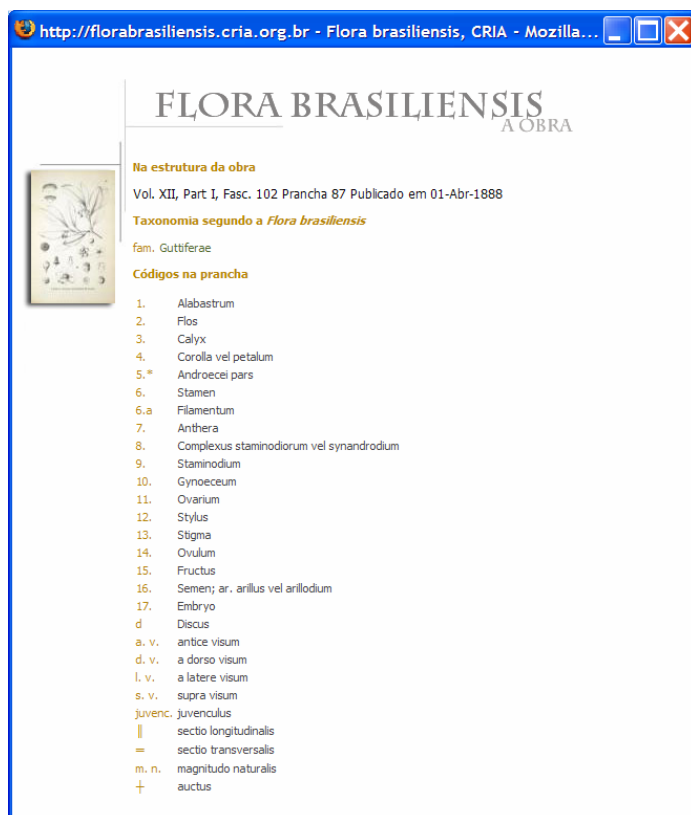 http://florabrasiliensis.cria.org.br - Flora brasiliensis, CRIA - Mozilla...
FLORA BRASILIENSIS
A OBRA
Na estrutura da obra
Vol. XII, Part I, Fasc. 102 Prancha 87 Publicado em 01-Abr-1888
Taxonomia segundo a Flora brasiliensis
fam. Guttiferae
Códigos na prancha
1. Alabastrum
2. Flos
3. Calyx
4. Corolla vel petalum
5.* Androecei pars
6. Stamen
6.a Filamentum
7. Anthera
8. Complexus staminodiorum vel synandrodium
9. Staminodium
10. Gynoeceum
11. Ovarium
12. Stylus
13. Stigma
14. Ovulum
15. Fructus
16. Semen; ar. arillus vel arillodium
17. Embryo
d Discus
a. v. antice visum
d. v. a dorso visum
l. v. a latere visum
s. v. supra visum
juvenc. juvenculus
‖ sectio longitudinalis
═ sectio transversalis
m. n. magnitudo naturalis
┼ auctus